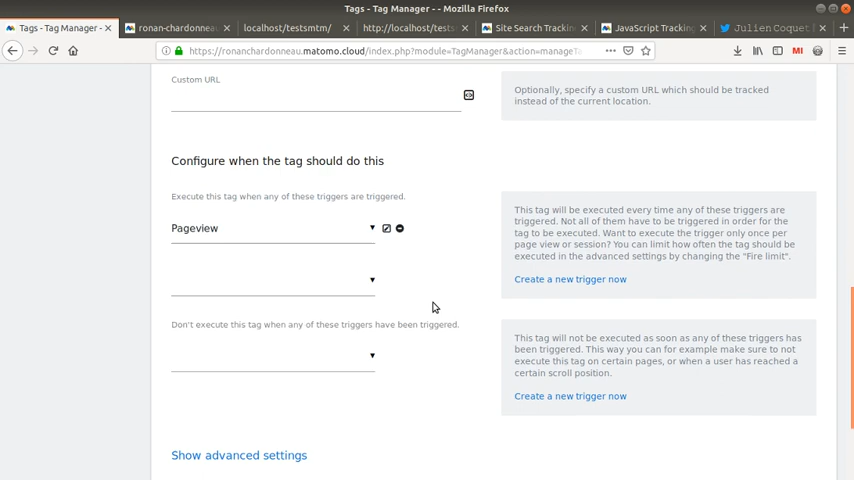 Tags - Tag Manager - - Mozilla Firefox
Tags - Tag Manager -
ronan-chardonneau
localhost/testsmtm/
http://localhost/tests
Site Search Tracking
JavaScript Tracking
Julien Coquet
https://ronanchardonneau.matomo.cloud/index.php?module=TagManager&action=manageTa
Custom URL
Optionally, specify a custom URL which should be tracked
instead of the current location.
Configure when the tag should do this
Execute this tag when any of these triggers are triggered.
This tag will be executed every time any of these triggers are
triggered. Not all of them have to be triggered in order for the
tag to be executed. Want to execute the trigger only once per
page view or session? You can limit how often the tag should be
executed in the advanced settings by changing the "Fire limit".
Create a new trigger now
Pageview
Don't execute this tag when any of these triggers have been triggered.
This tag will not be executed as soon as any of these triggers has
been triggered. This way you can for example make sure to not
execute this tag on certain pages, or when a user has reached a
certain scroll position.
Create a new trigger now
Show advanced settings